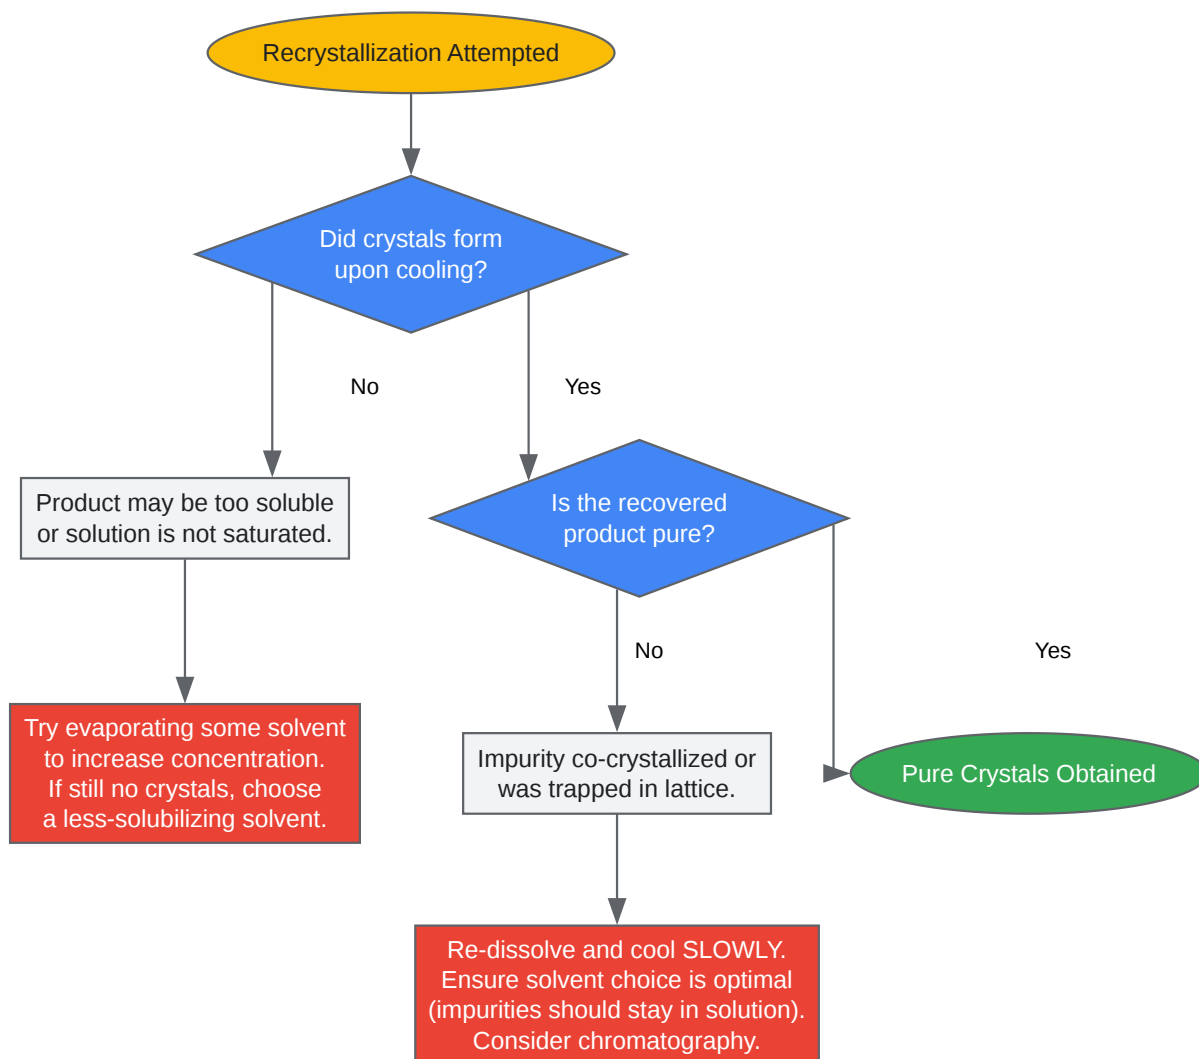 Recrystallization Attempted
Did crystals form
upon cooling?
No
Yes
Product may be too soluble
or solution is not saturated.
Is the recovered
product pure?
No
Yes
Try evaporating some solvent
to increase concentration.
If still no crystals, choose
a less-solubilizing solvent.
Impurity co-crystallized or
was trapped in lattice.
Pure Crystals Obtained
Re-dissolve and cool SLOWLY.
Ensure solvent choice is optimal
(impurities should stay in solution).
Consider chromatography.